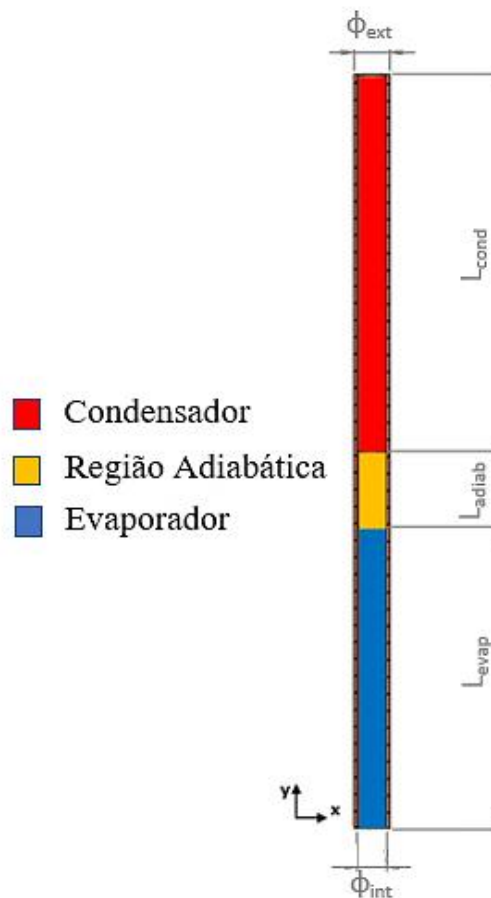 ϕext
Lcond
Condensador
Região Adiabática
Evaporador
Ladiab
Levap
y
x
ϕint